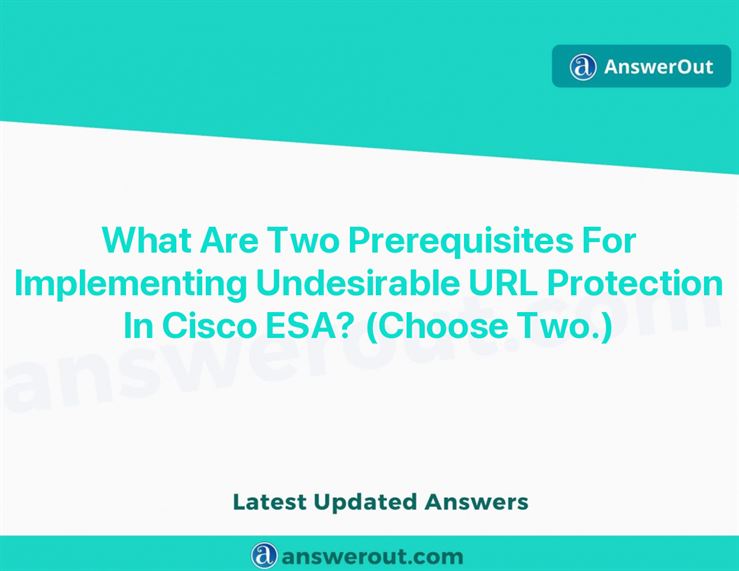 AnswerOut
What Are Two Prerequisites For
Implementing Undesirable URL Protection
In Cisco ESA? (Choose Two.)
answerout.com
Latest Updated Answers
answerout.com